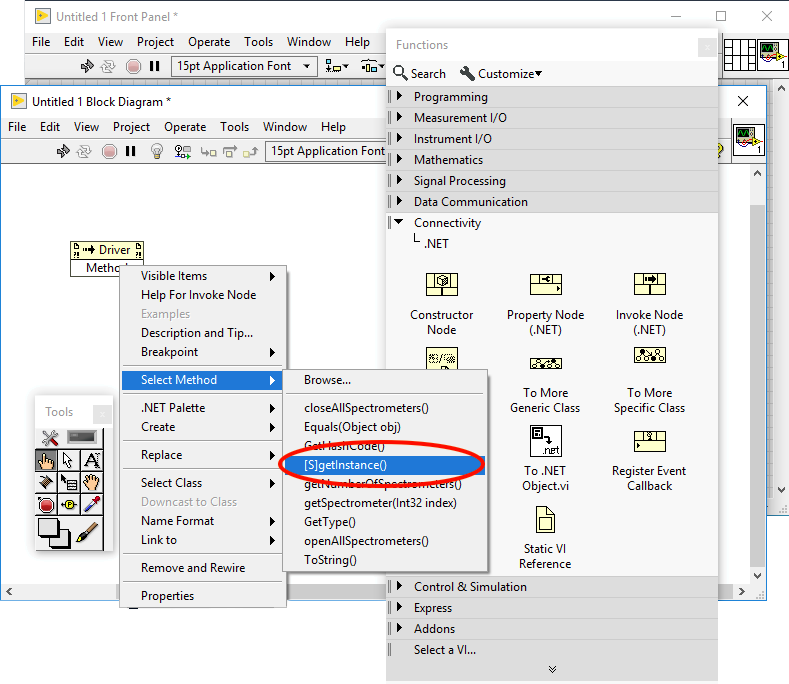 Untitled 1 Front Panel *
File Edit View Project Operate Tools Window Help
15pt Application Font
1
Untitled 1 Block Diagram *
File Edit View Project Operate Tools Window Help
15pt Application Font
?
1
Driver
Method
Visible Items
Help For Invoke Node
Examples
Description and Tip...
Breakpoint
Select Method
.NET Palette
Create
Replace
Select Class
Downcast to Class
Name Format
Link to
Remove and Rewire
Properties
Browse...
closeAllSpectrometers()
Equals(Object obj)
GetHashCode()
[S]getInstance()
getNumberOfSpectrometers()
getSpectrometer(Int32 index)
GetType()
openAllSpectrometers()
ToString()
Tools
Functions
Search Customize
Programming
Measurement I/O
Instrument I/O
Mathematics
Signal Processing
Data Communication
Connectivity
.NET
Constructor
Node
Property Node
(.NET)
Invoke Node
(.NET)
To More
Generic Class
To More
Specific Class
.net
To .NET
Object.vi
Register Event
Callback
Static VI
Reference
Control & Simulation
Express
Addons
Select a VI...